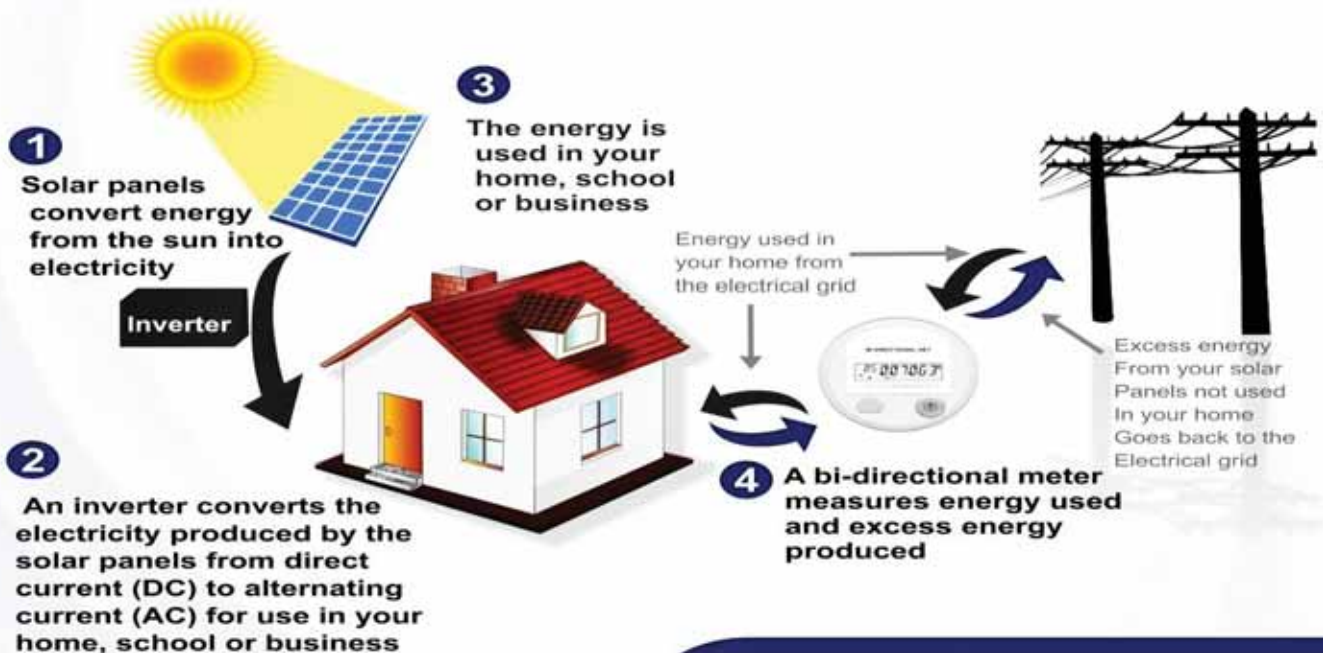 1
Solar panels
convert energy
from the sun into
electricity
Inverter
2
An inverter converts the
electricity produced by the
solar panels from direct
current (DC) to alternating
current (AC) for use in your
home, school or business
3
The energy is
used in your
home, school
or business
Energy used in
your home from
the electrical grid
4
A bi-directional meter
measures energy used
and excess energy
produced
Excess energy
From your solar
Panels not used
In your home
Goes back to the
Electrical grid